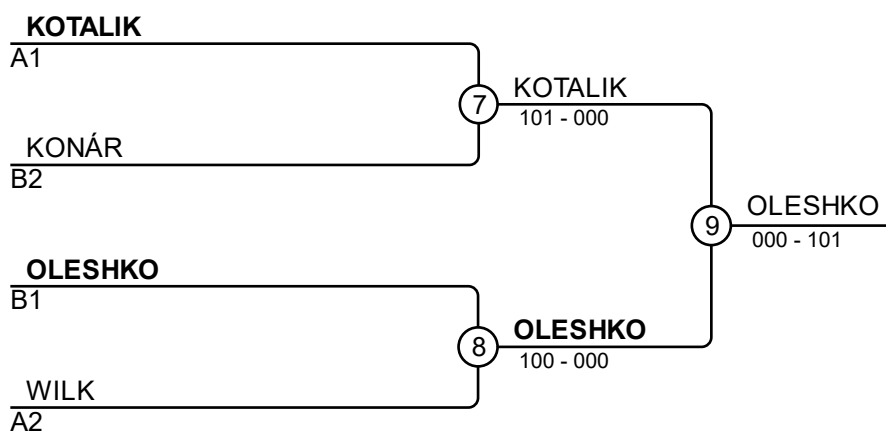 KOTALIK
A1
7
KOTALIK
101 - 000
KONÁR
B2
9
OLESHKO
000 - 101
OLESHKO
B1
8
OLESHKO
100 - 000
WILK
A2